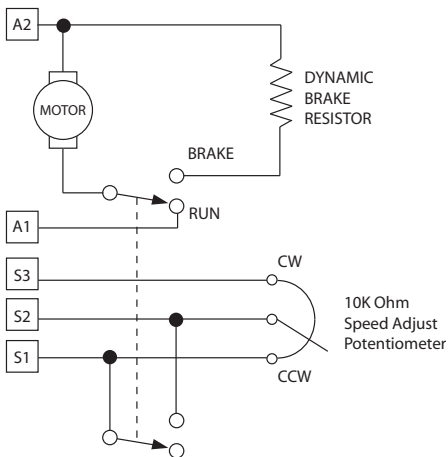 A2
MOTOR
DYNAMIC
BRAKE
RESISTOR
BRAKE
RUN
A1
S3
CW
S2
10K Ohm
Speed Adjust
Potentiometer
S1
CCW